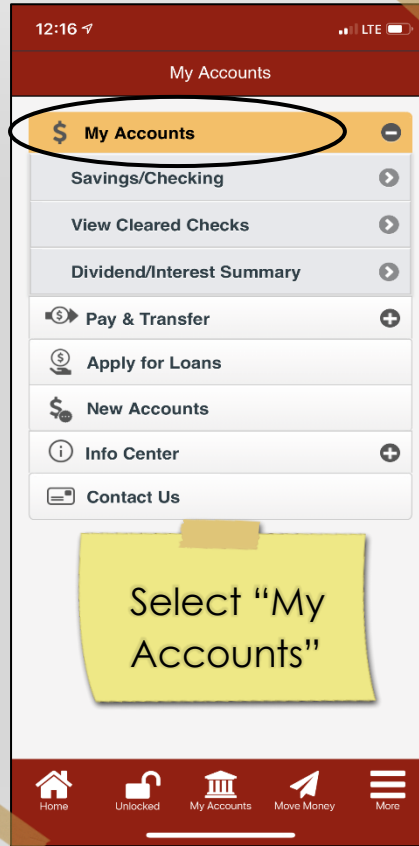 12:16 LTE
My Accounts
$ My Accounts
Savings/Checking
View Cleared Checks
Dividend/Interest Summary
Pay & Transfer
Apply for Loans
New Accounts
Info Center
Contact Us
Select “My
Accounts”
Home Unlocked My Accounts Move Money More